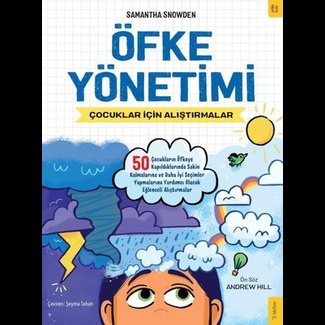 SAMANTHA SNOWDEN
ÖFKE
YÖNETİMİ
ÇOCUKLAR İÇİN ALIŞTIRMALAR
50 Çocukların Öfkeye
Kapıldıklarında Sakin
Kalmalarına ve Daha İyi Seçimler
Yapmalarına Yardımcı Olacak
Eğlenceli Alıştırmalar
Ön Söz
ANDREW HILL
Çeviren: Şeyma Tahan